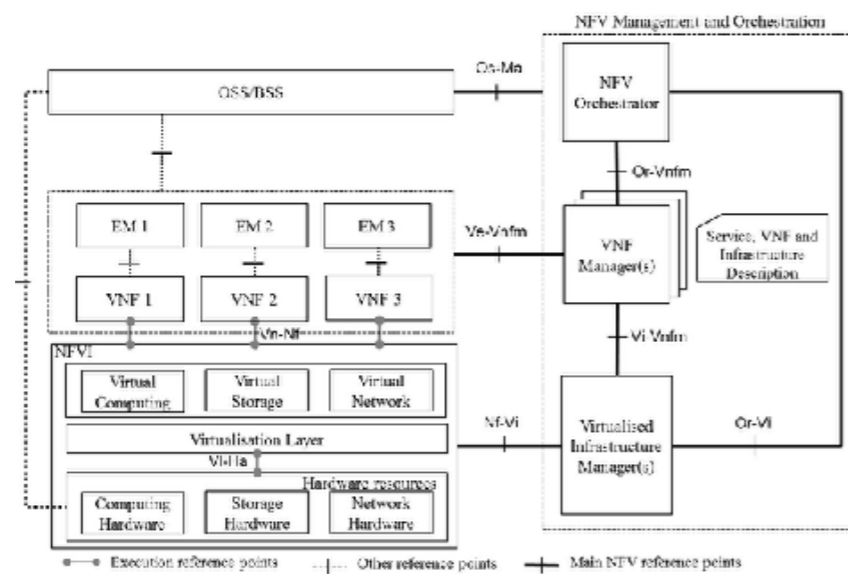 NFV Management and Orchestration
OSS/BSS
Os-Ma
NFV
Orchestrator
Or-Vnfm
EM 1
EM 2
EM 3
Ve-Vnfm
VNF
Manager(s)
Service, VNF and
Infrastructure
Description
VNF 1
VNF 2
VNF 3
Vn-Nf
Vi-Vnfm
NFVI
Virtual
Computing
Virtual
Storage
Virtual
Network
Virtualisation Layer
Nf-Vi
Virtualised
Infrastructure
Manager(s)
Or-Vi
Vl-Ha
Hardware resources
Computing
Hardware
Storage
Hardware
Network
Hardware
Execution reference points
Other reference points
Main NFV reference points